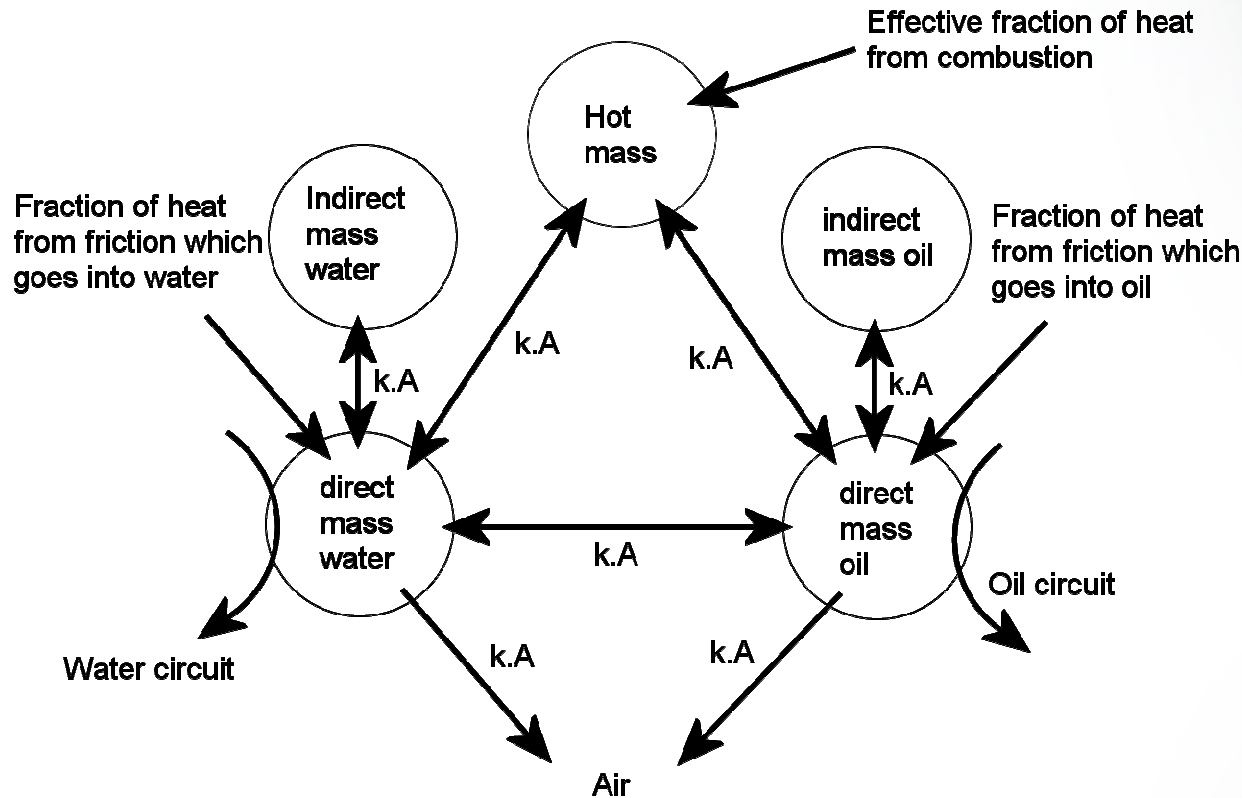 Effective fraction of heat
from combustion
Hot
mass
Indirect
mass
water
indirect
mass oil
Fraction of heat
from friction which
goes into water
Fraction of heat
from friction which
goes into oil
k.A
k.A
k.A
k.A
direct
mass
water
direct
mass
oil
k.A
Oil circuit
Water circuit
k.A
k.A
Air